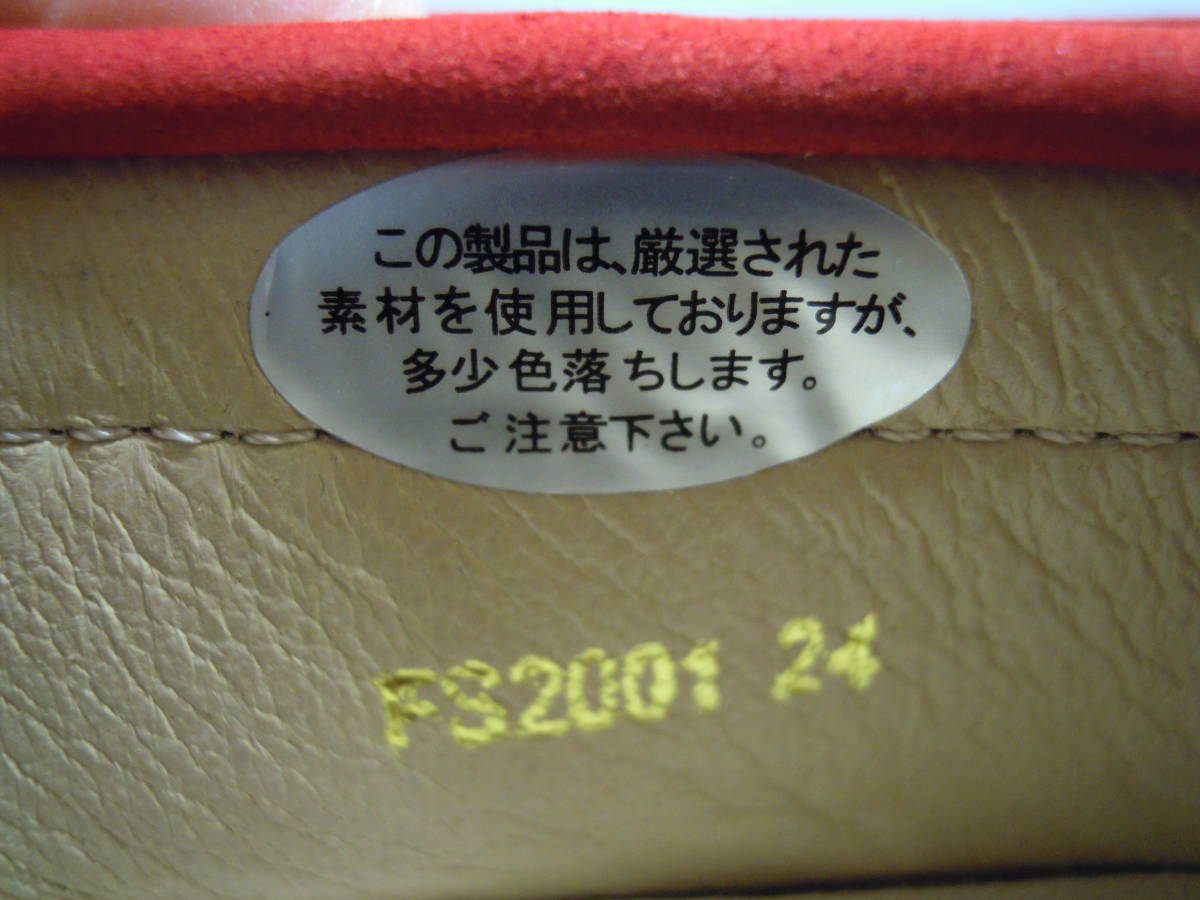 この製品は、厳選された
素材を使用しておりますが、
多少色落ちします。
ご注意下さい。
FS2001 24